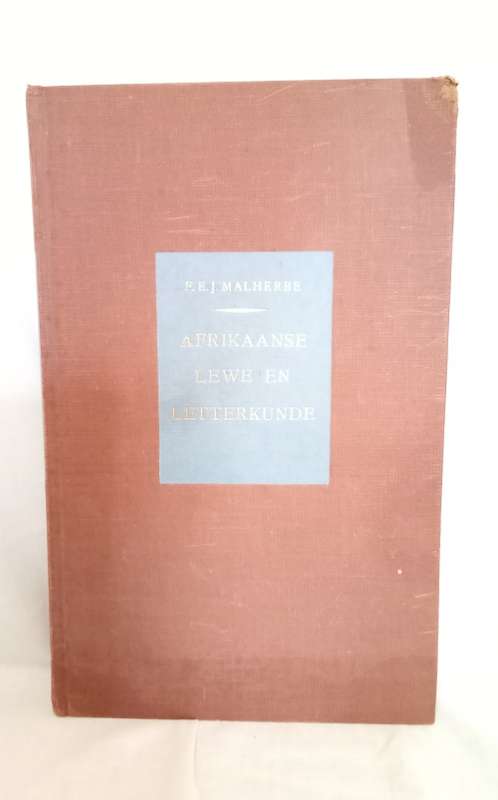 F.E.J. MALHERBE
AFRIKAANSE
LEWE EN
LETTERKUNDE